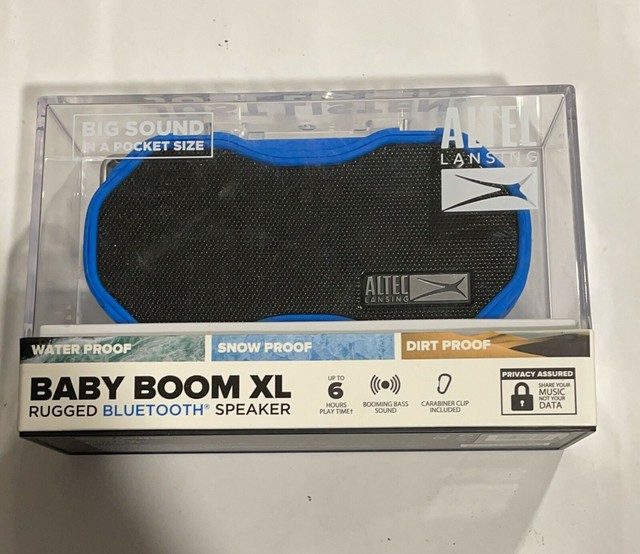 JUST LISTEN
BIG SOUND
IN A POCKET SIZE
ALTEC
LANSING
ALTEC
LANSING
WATER PROOF
SNOW PROOF
DIRT PROOF
BABY BOOM XL
RUGGED BLUETOOTH® SPEAKER
UP TO
6
HOURS
PLAY TIME†
BOOMING BASS
SOUND
CARABINER CLIP
INCLUDED
PRIVACY ASSURED
SHARE YOUR
MUSIC
NOT YOUR
DATA